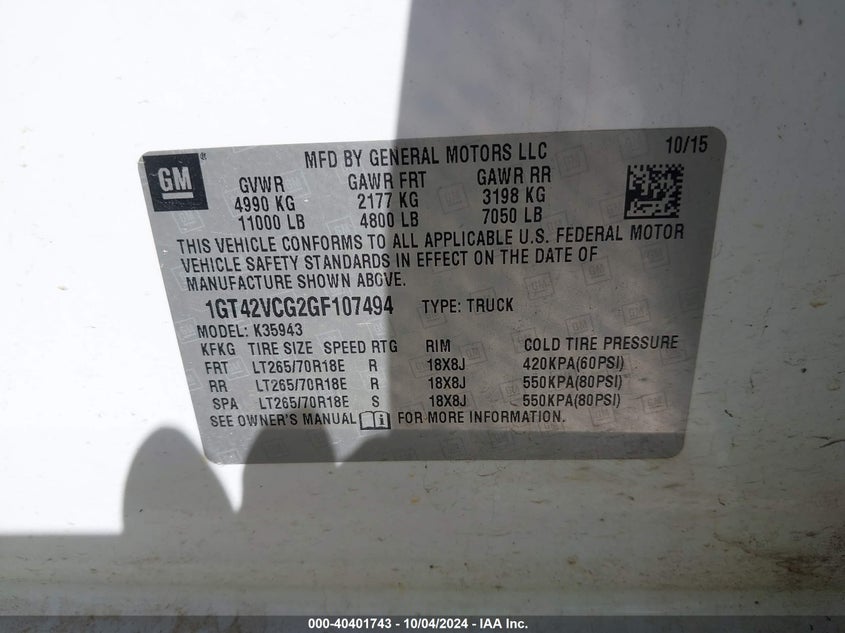 MFD BY GENERAL MOTORS LLC 10/15
GM
GVWR GAWR FRT GAWR RR
4990 KG 2177 KG 3198 KG
11000 LB 4800 LB 7050 LB
THIS VEHICLE CONFORMS TO ALL APPLICABLE U.S. FEDERAL MOTOR
VEHICLE SAFETY STANDARDS IN EFFECT ON THE DATE OF
MANUFACTURE SHOWN ABOVE.
1GT42VCG2GF107494 TYPE: TRUCK
MODEL: K35943
KFKG TIRE SIZE SPEED RTG RIM COLD TIRE PRESSURE
FRT LT265/70R18E R 18X8J 420KPA(60PSI)
RR LT265/70R18E R 18X8J 550KPA(80PSI)
SPA LT265/70R18E S 18X8J 550KPA(80PSI)
SEE OWNER'S MANUAL FOR MORE INFORMATION.
000-40401743 - 10/04/2024 - IAA Inc.